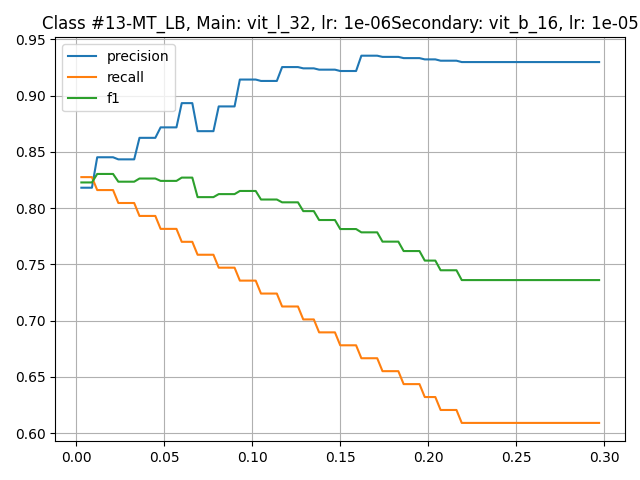 Class #13-MT_LB, Main: vit_l_32, lr: 1e-06Secondary: vit_b_16, lr: 1e-05
0.95
0.90
0.85
0.80
0.75
0.70
0.65
0.60
precision
recall
f1
0.00 0.05 0.10 0.15 0.20 0.25 0.30